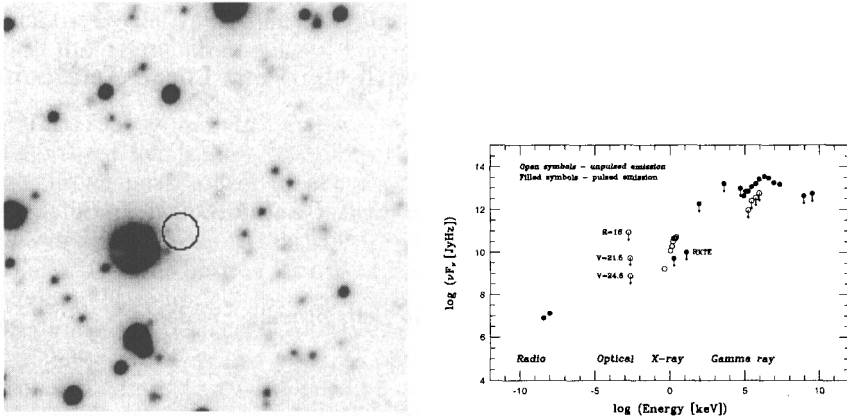 Open symbols - unpulsed emission
Filled symbols - pulsed emission
R-16
V-21.6
V-24.6
RXTE
Radio Optical X-ray Gamma ray
14
12
10
8
6
4
-10 -5 0 5 10
log (νFν [JyHz]
log (Energy [keV])